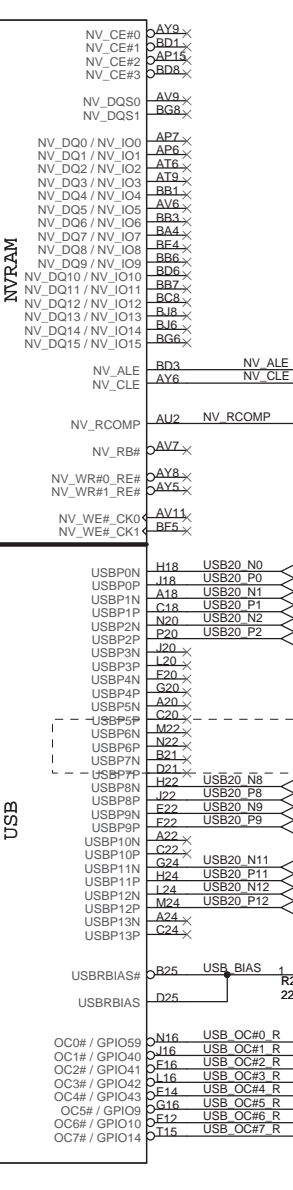 NV_CE#0 AY9
NV_CE#1 BD1
NV_CE#2 AP15
NV_CE#3 BD8
NV_DQS0 AV9
NV_DQS1 BG8
NV_DQ0 / NV_IO0 AP7
NV_DQ1 / NV_IO1 AP6
NV_DQ2 / NV_IO2 AT6
NV_DQ3 / NV_IO3 AT9
NV_DQ4 / NV_IO4 BB1
NV_DQ5 / NV_IO5 AV6
NV_DQ6 / NV_IO6 BB3
NV_DQ7 / NV_IO7 BA4
NV_DQ8 / NV_IO8 BE4
NV_DQ9 / NV_IO9 BB6
NV_DQ10 / NV_IO10 BD6
NV_DQ11 / NV_IO11 BB7
NV_DQ12 / NV_IO12 BC8
NV_DQ13 / NV_IO13 BJ8
NV_DQ14 / NV_IO14 BJ6
NV_DQ15 / NV_IO15 BG6
NVRAM
NV_ALE BD3 NV_ALE
NV_CLE AY6 NV_CLE
NV_RCOMP AU2 NV_RCOMP
NV_RB# AV7
NV_WR#0_RE# AY8
NV_WR#1_RE# AY5
NV_WE#_CK0 AV11
NV_WE#_CK1 BF5
USBP0N H18 USB20_N0
USBP0P J18 USB20_P0
USBP1N A18 USB20_N1
USBP1P C18 USB20_P1
USBP2N N20 USB20_N2
USBP2P P20 USB20_P2
USBP3N J20
USBP3P L20
USBP4N F20
USBP4P G20
USBP5N A20
USBP5P C20
USBP6N M22
USBP6P N22
USBP7N B21
USBP7P D21
USBP8N H22 USB20_N8
USBP8P J22 USB20_P8
USBP9N E22 USB20_N9
USBP9P F22 USB20_P9
USBP10N A22
USBP10P C22
USBP11N G24 USB20_N11
USBP11P H24 USB20_P11
USBP12N L24 USB20_N12
USBP12P M24 USB20_P12
USBP13N A24
USBP13P C24
USB
USBRBIAS# B25 USB_BIAS 1
R2
22
USBRBIAS D25
OC0# / GPIO59 N16 USB_OC#0_R
OC1# / GPIO40 J16 USB_OC#1_R
OC2# / GPIO41 F16 USB_OC#2_R
OC3# / GPIO42 L16 USB_OC#3_R
OC4# / GPIO43 E14 USB_OC#4_R
OC5# / GPIO9 G16 USB_OC#5_R
OC6# / GPIO10 F12 USB_OC#6_R
OC7# / GPIO14 T15 USB_OC#7_R